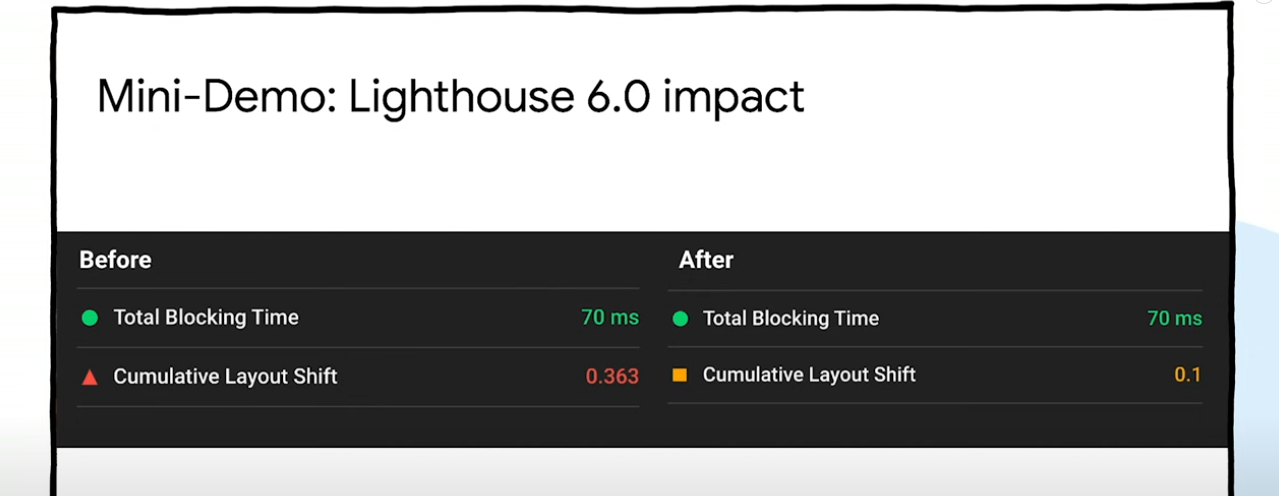 Mini-Demo: Lighthouse 6.0 impact
Before
Total Blocking Time 70 ms
Cumulative Layout Shift 0.363
After
Total Blocking Time 70 ms
Cumulative Layout Shift 0.1